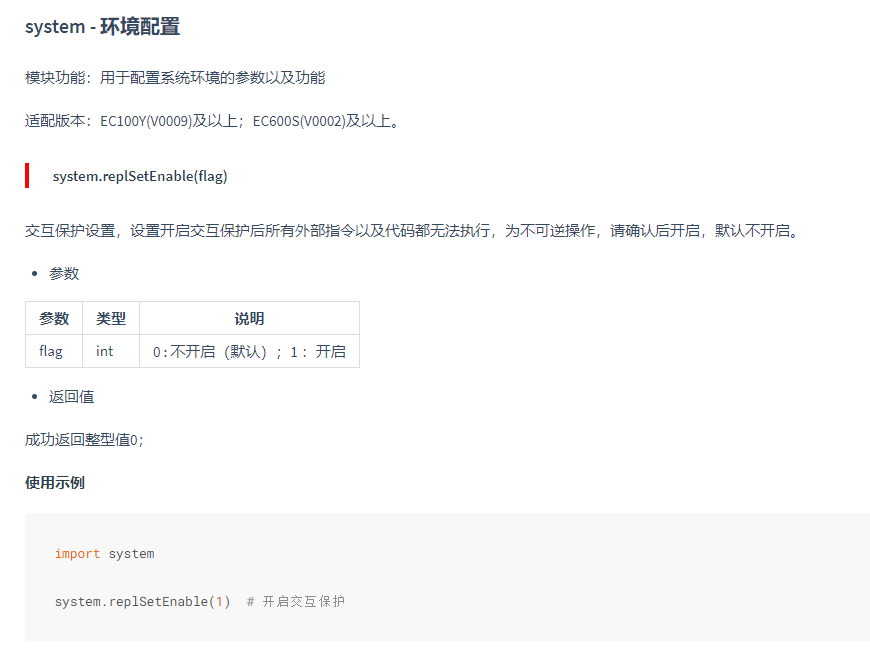 system - 环境配置
模块功能：用于配置系统环境的参数以及功能
适配版本：EC100Y(V0009)及以上；EC600S(V0002)及以上。
system.replSetEnable(flag)
交互保护设置，设置开启交互保护后所有外部指令以及代码都无法执行，为不可逆操作，请确认后开启，默认不开启。
• 参数
参数 类型 说明
flag int 0:不开启（默认）；1：开启
• 返回值
成功返回整型值0；
使用示例
import system
system.replSetEnable(1) # 开启交互保护